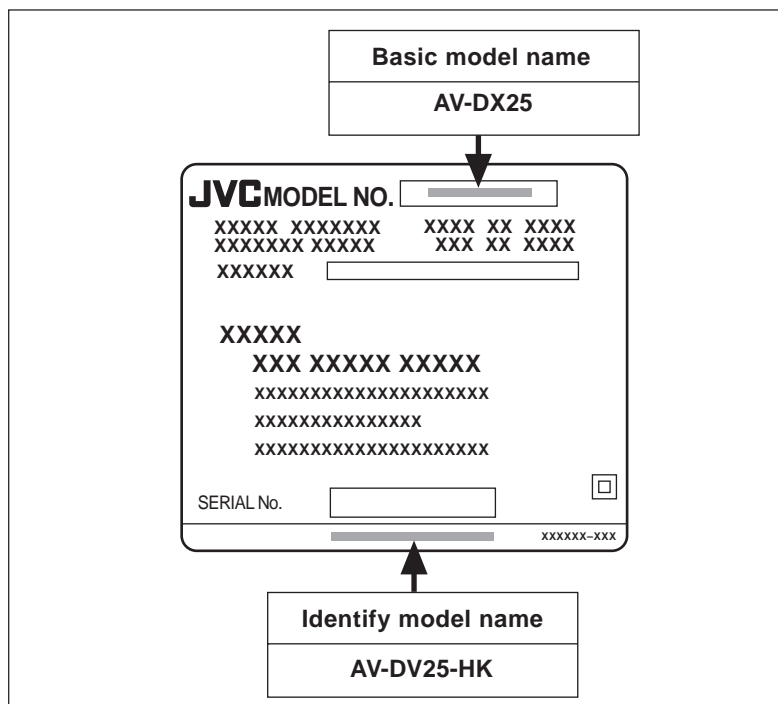 Basic model name
AV-DX25
JVC MODEL NO.
XXXXX XXXXXXX XXXX XX XXXX
XXXXXXX XXXXX XXX XX XXXX
XXXXXX
XXXXX
XXX XXXXX XXXXX
XXXXXXXXXXXXXXXXXXXXX
XXXXXXXXXXXXXXX
XXXXXXXXXXXXXXXXXXXXX
SERIAL No.
XXXXXX–XXX
Identify model name
AV-DV25-HK